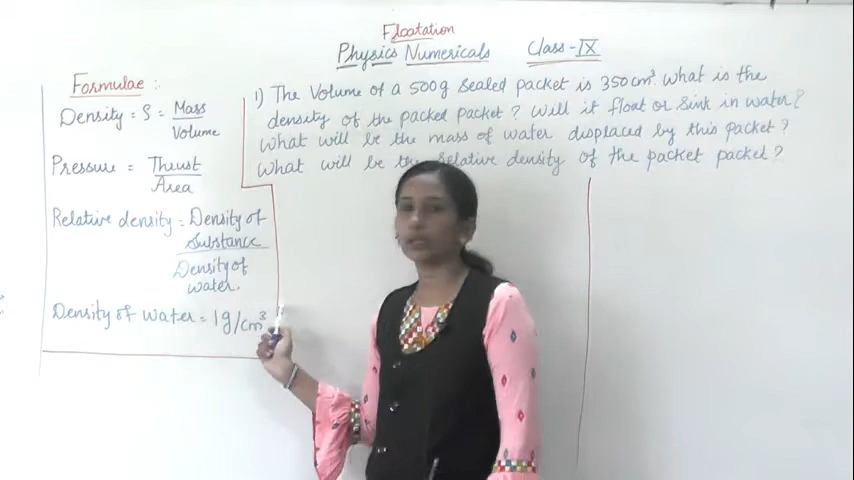 Floatation
Physics Numericals Class-IX
Formulae :
Density = ρ = Mass
Volume
Pressure = Thrust
Area
Relative density = Density of
Substance
Density of
water.
Density of water = 1g/cm³
1) The Volume of a 500g Sealed packet is 350cm³. What is the
density of the packed packet? Will it float or Sink in water?
What will be the mass of water displaced by this packet?
What will be the relative density of the packet packet?